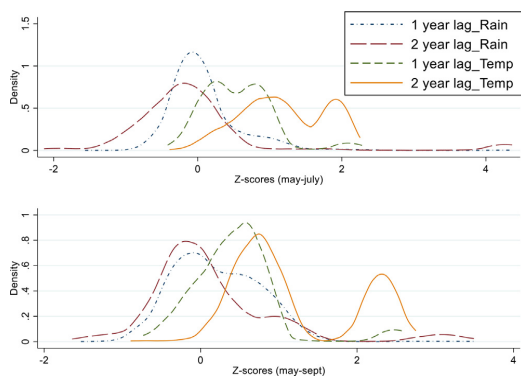 1.5
1
.5
0
Density
-2
0
2
4
Z-scores (may-july)
1 year lag_Rain
2 year lag_Rain
1 year lag_Temp
2 year lag_Temp
1
.8
.6
.4
.2
0
Density
-2
0
2
4
Z-scores (may-sept)